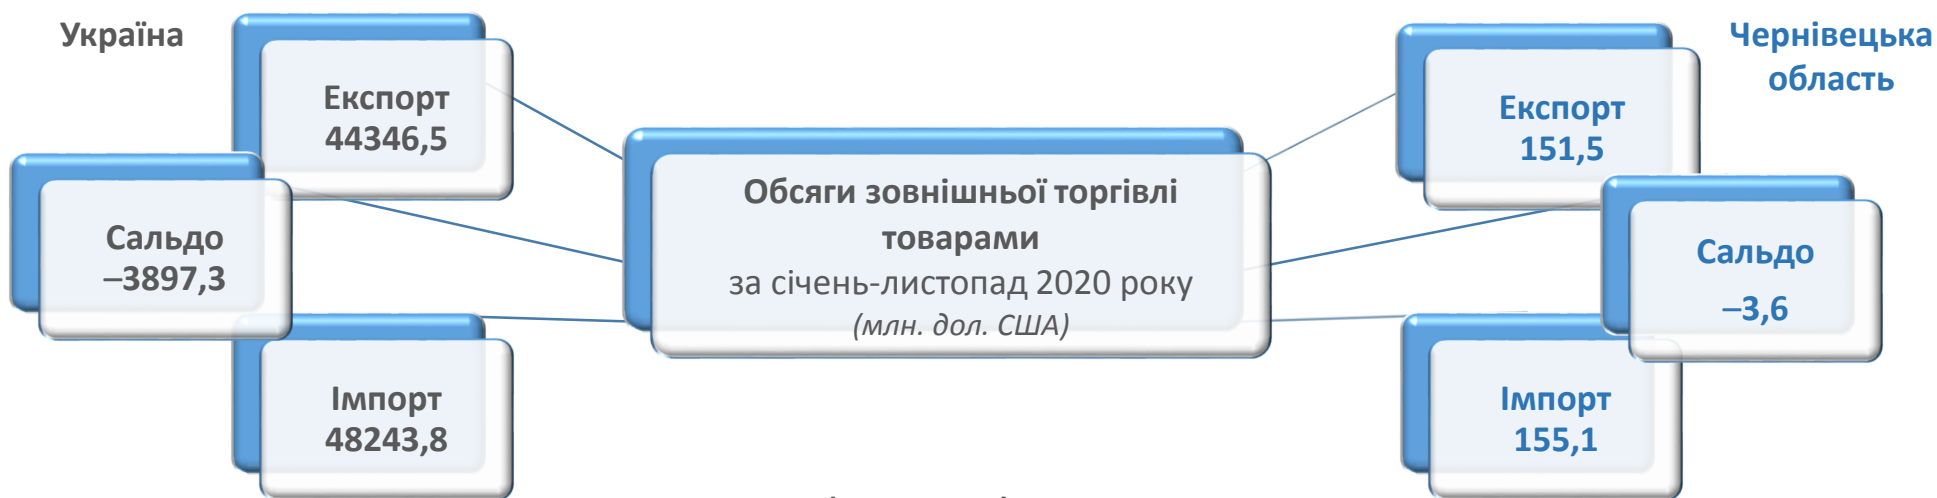 Україна
Експорт
44346,5
Сальдо
–3897,3
Імпорт
48243,8
Обсяги зовнішньої торгівлі
товарами
за січень-листопад 2020 року
(млн. дол. США)
Чернівецька
область
Експорт
151,5
Сальдо
–3,6
Імпорт
155,1